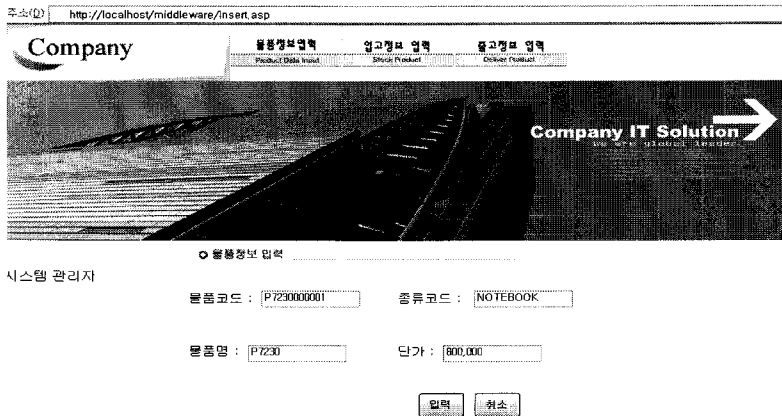 주소(D) http://localhost/middleware/insert.asp
Company
물품정보입력 입고정보 입력 출고정보 입력
Product Data Input Stock Product Deliver Product
Company IT Solution
we are global leader.
물품정보 입력
시스템 관리자
물품코드 : P7230000001 종류코드 : NOTEBOOK
물품명 : P7230 단가 : 800,000
입력 취소